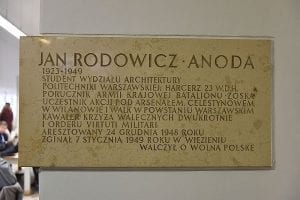 JAN RODOWICZ · ANODA
1923-1949
STUDENT WYDZIAŁU ARCHITEKTURY
POLITECHNIKI WARSZAWSKIEJ, HARCERZ 23 W.D.H.
PORUCZNIK ARMII KRAJOWEJ BATALIONU „ZOŚKA”
UCZESTNIK AKCJI POD ARSENAŁEM, CELESTYNOWEM,
W WILANOWIE I WALK W POWSTANIU WARSZAWSKIM
KAWALER KRZYŻA WALECZNYCH DWUKROTNIE
I ORDERU VIRTUTI MILITARI
ARESZTOWANY 24 GRUDNIA 1948 ROKU
ZGINĄŁ 7 STYCZNIA 1949 ROKU W WIĘZIENIU
WALCZYŁ O WOLNĄ POLSKĘ